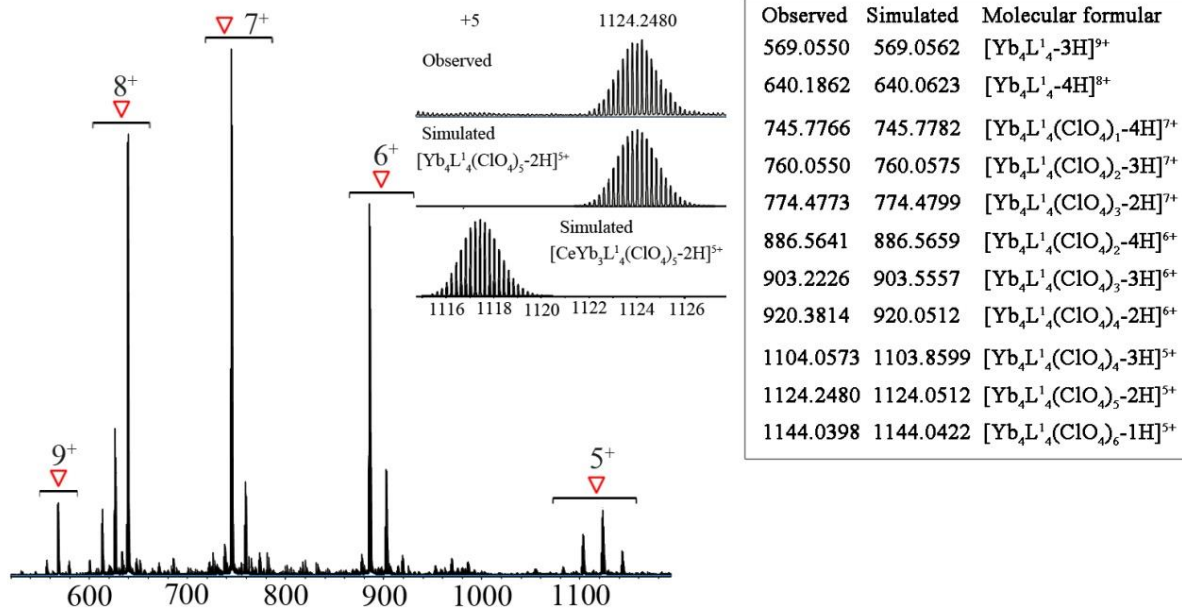 9⁺
8⁺
7⁺
6⁺
5⁺
600 700 800 900 1000 1100
+5 1124.2480
Observed
Simulated
[Yb₄L¹₄(ClO₄)₅-2H]⁵⁺
Simulated
[CeYb₃L¹₄(ClO₄)₅-2H]⁵⁺
1116 1118 1120 1122 1124 1126
Observed Simulated Molecular formular
569.0550 569.0562 [Yb₄L¹₄-3H]⁹⁺
640.1862 640.0623 [Yb₄L¹₄-4H]⁸⁺
745.7766 745.7782 [Yb₄L¹₄(ClO₄)₁-4H]⁷⁺
760.0550 760.0575 [Yb₄L¹₄(ClO₄)₂-3H]⁷⁺
774.4773 774.4799 [Yb₄L¹₄(ClO₄)₃-2H]⁷⁺
886.5641 886.5659 [Yb₄L¹₄(ClO₄)₂-4H]⁶⁺
903.2226 903.5557 [Yb₄L¹₄(ClO₄)₃-3H]⁶⁺
920.3814 920.0512 [Yb₄L¹₄(ClO₄)₄-2H]⁶⁺
1104.0573 1103.8599 [Yb₄L¹₄(ClO₄)₄-3H]⁵⁺
1124.2480 1124.0512 [Yb₄L¹₄(ClO₄)₅-2H]⁵⁺
1144.0398 1144.0422 [Yb₄L¹₄(ClO₄)₆-1H]⁵⁺